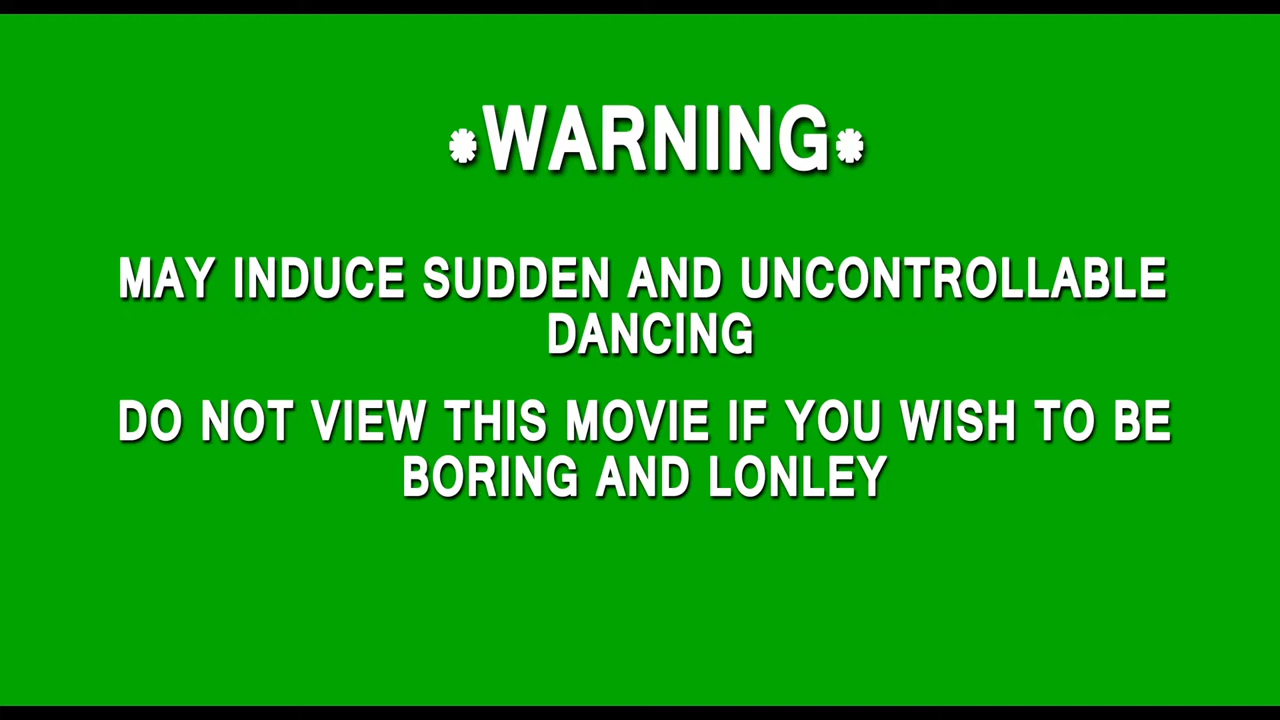 *WARNING*
MAY INDUCE SUDDEN AND UNCONTROLLABLE
DANCING
DO NOT VIEW THIS MOVIE IF YOU WISH TO BE
BORING AND LONLEY